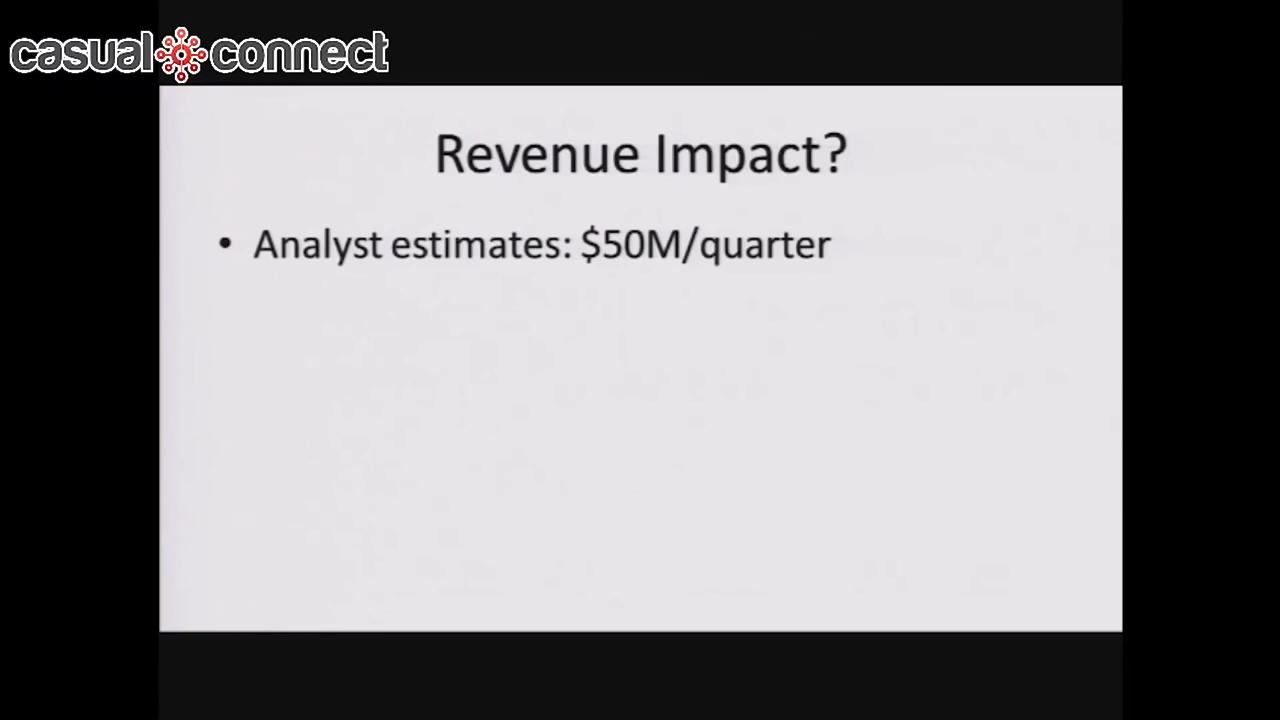 casual connect
Revenue Impact?
• Analyst estimates: $50M/quarter